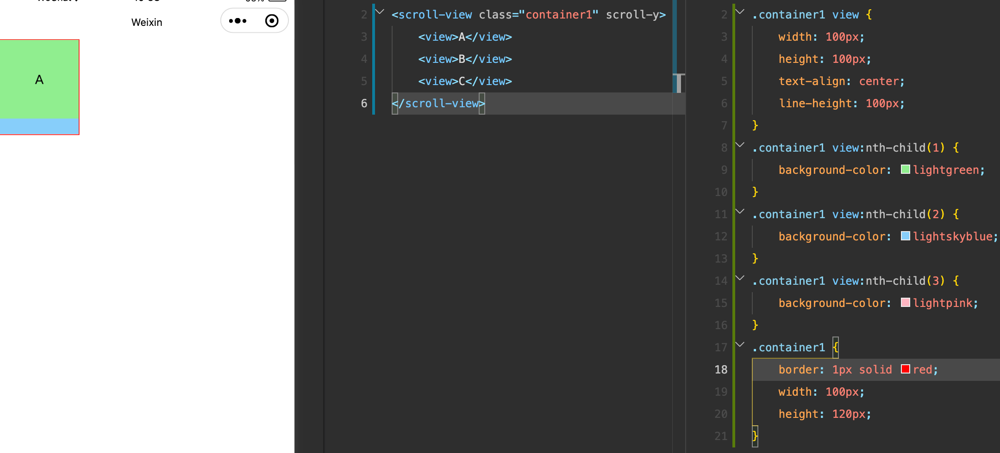 Weixin
A
2 <scroll-view class="container1" scroll-y>
3 <view>A</view>
4 <view>B</view>
5 <view>C</view>
6 </scroll-view>
2 .container1 view {
3 width: 100px;
4 height: 100px;
5 text-align: center;
6 line-height: 100px;
7 }
8 .container1 view:nth-child(1) {
9 background-color: lightgreen;
10 }
11 .container1 view:nth-child(2) {
12 background-color: lightskyblue;
13 }
14 .container1 view:nth-child(3) {
15 background-color: lightpink;
16 }
17 .container1 {
18 border: 1px solid red;
19 width: 100px;
20 height: 120px;
21 }